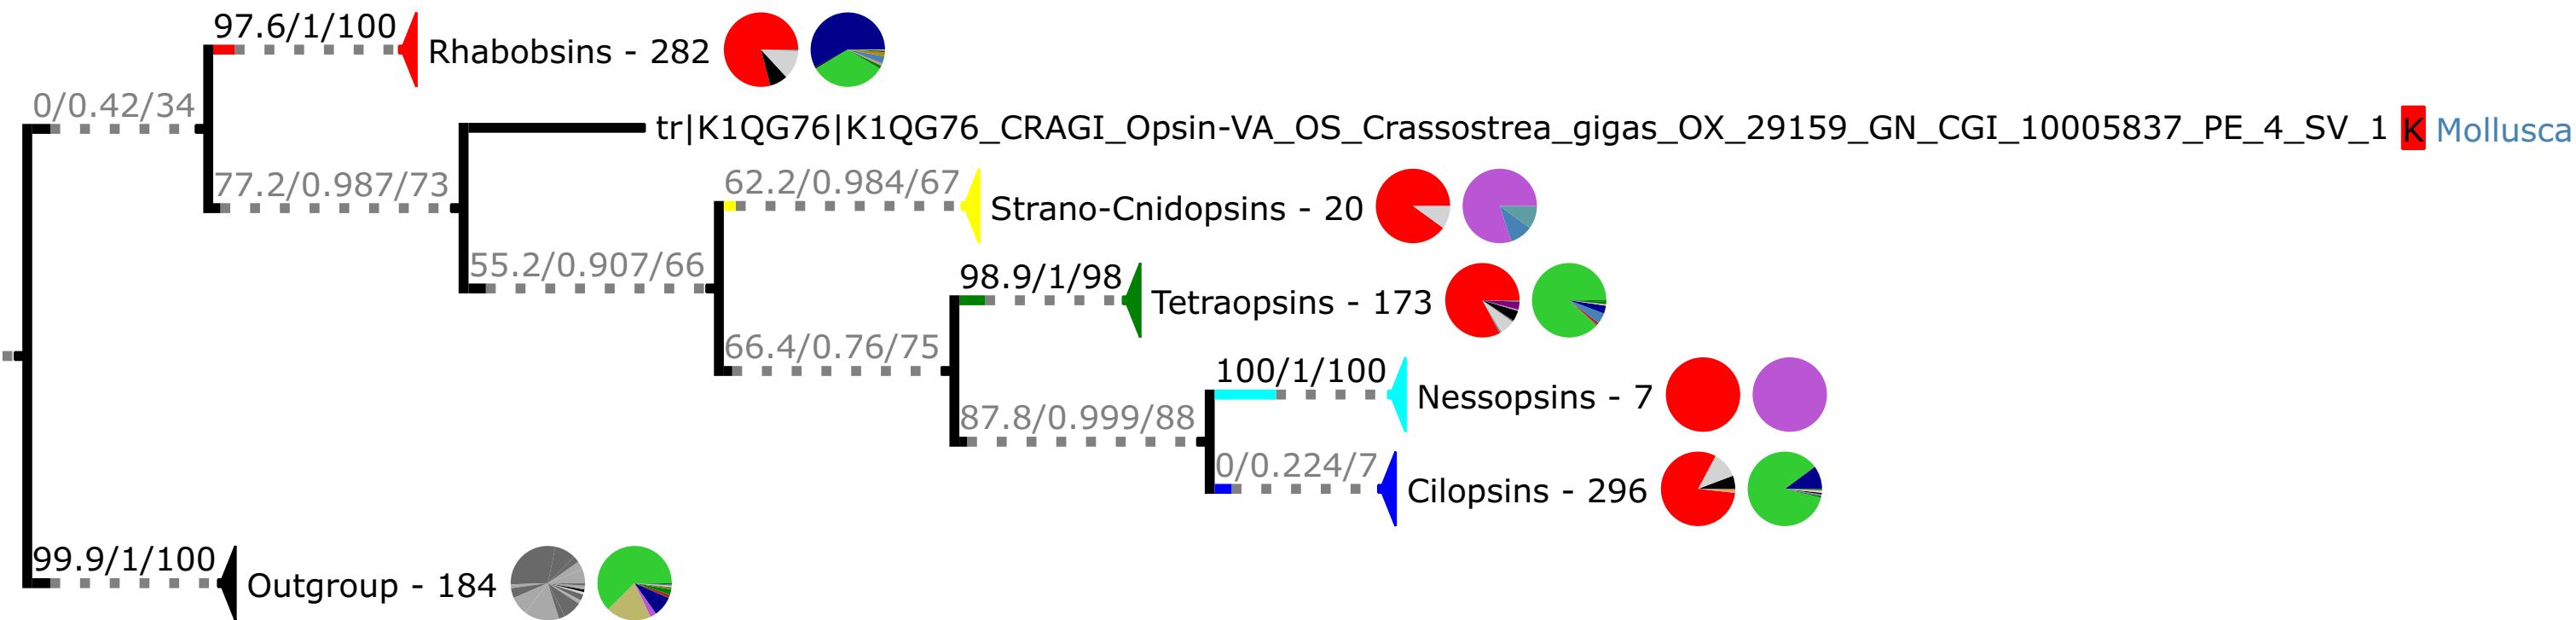 97.6/1/100
Rhabobsins - 282
0/0.42/34
tr|K1QG76|K1QG76_CRAGI_Opsin-VA_OS_Crassostrea_gigas_OX_29159_GN_CGI_10005837_PE_4_SV_1 K Mollusca
77.2/0.987/73
62.2/0.984/67
Strano-Cnidopsins - 20
55.2/0.907/66
98.9/1/98
Tetraopsins - 173
66.4/0.76/75
100/1/100
Nessopsins - 7
87.8/0.999/88
0/0.224/7
Cilopsins - 296
99.9/1/100
Outgroup - 184